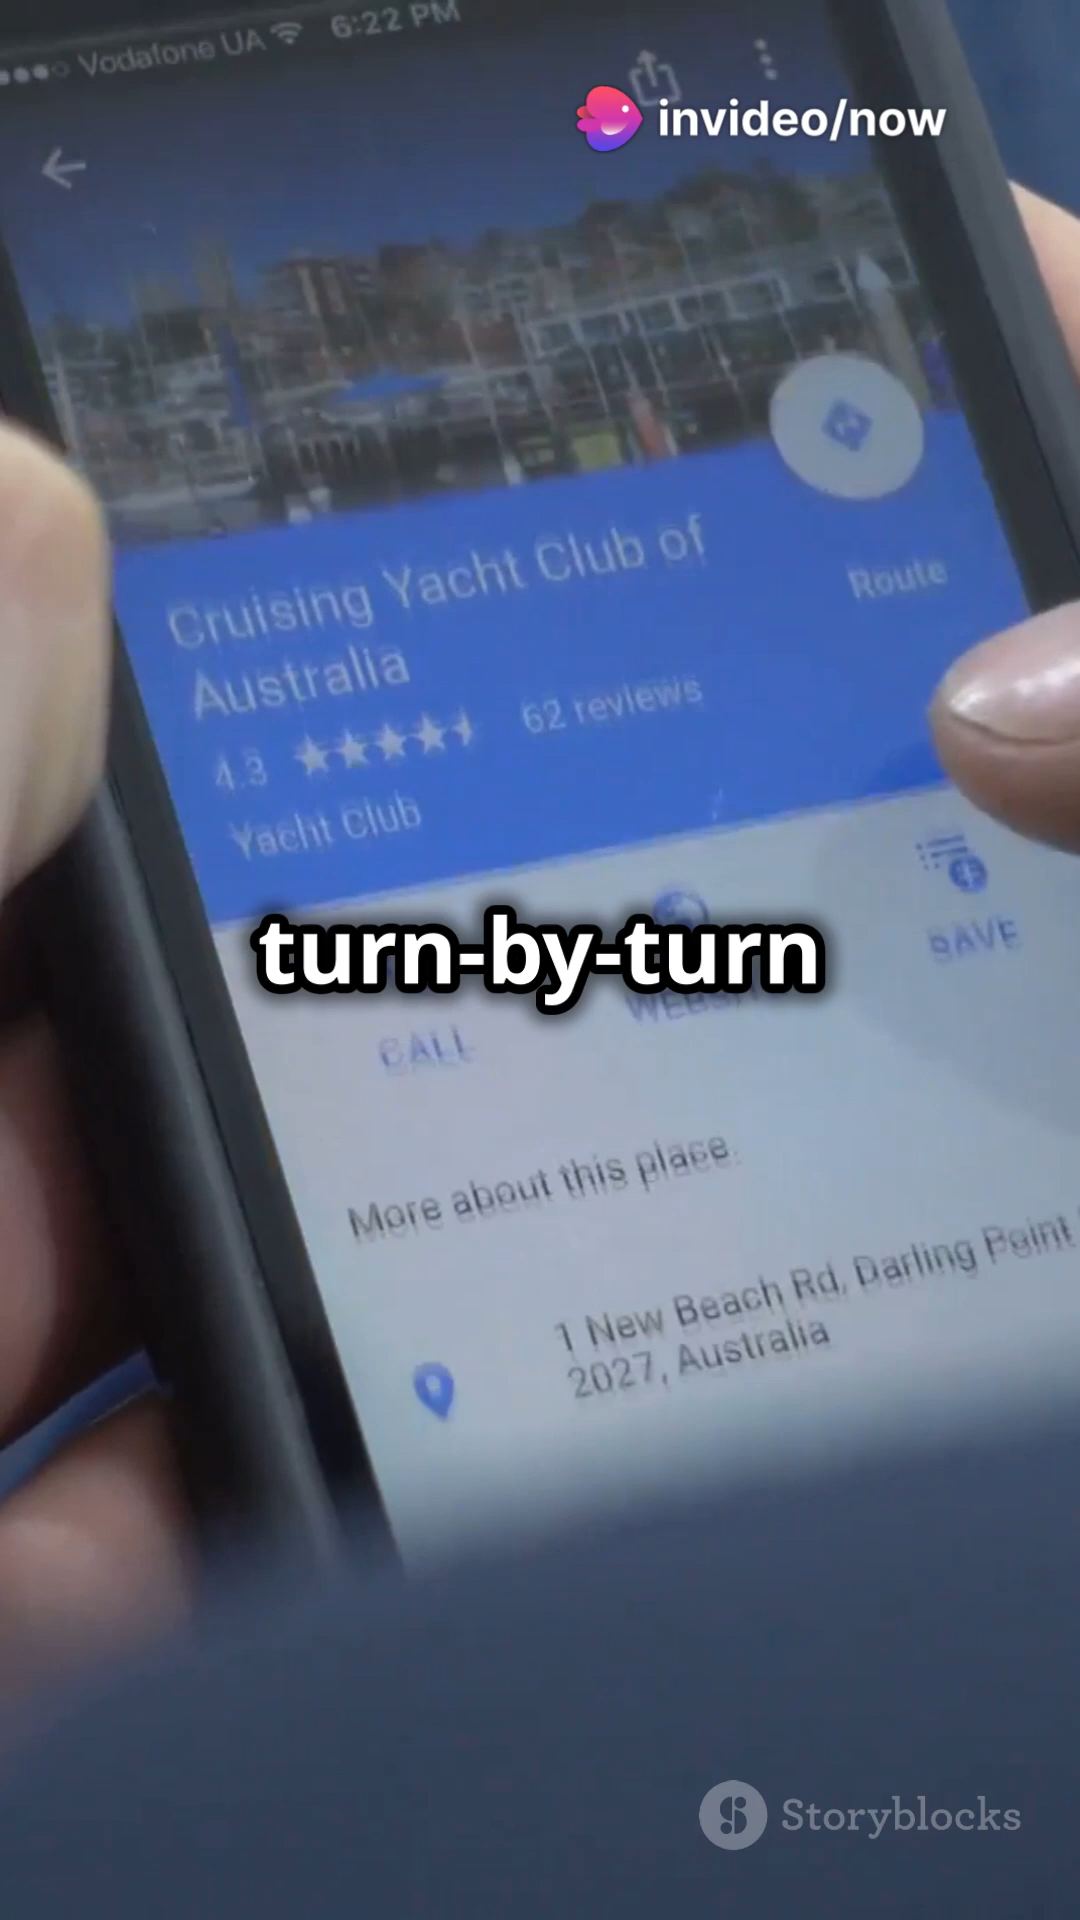 Vodafone UA 6:22 PM
invideo/now
Cruising Yacht Club of
Australia
Route
4.3 62 reviews
Yacht Club
turn-by-turn
SAVE
CALL
More about this place
1 New Beach Rd, Darling Point
2027, Australia
Storyblocks